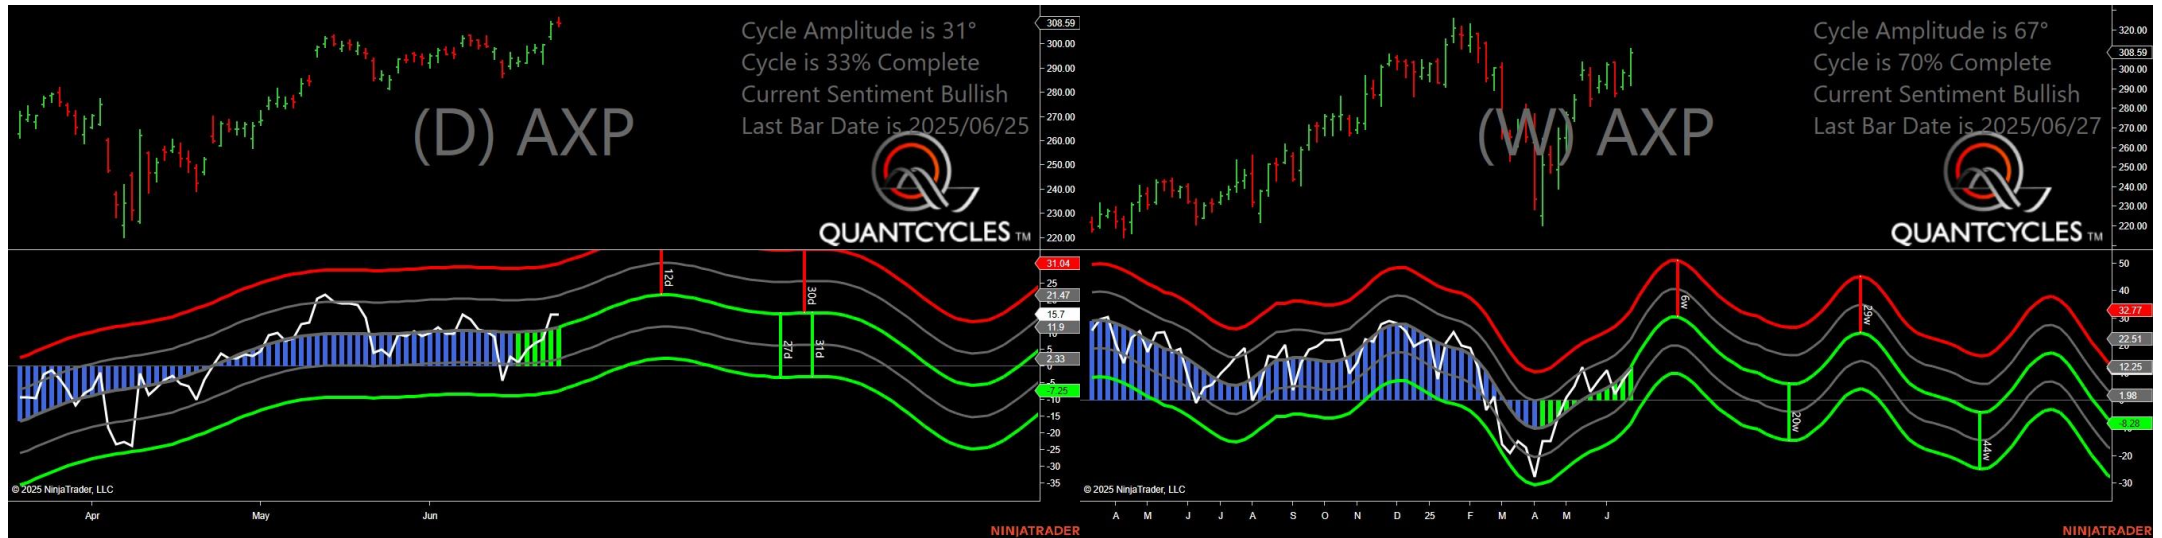 Cycle Amplitude is 31°
Cycle is 33% Complete
Current Sentiment Bullish
Last Bar Date is 2025/06/25
(D) AXP
QUANTCYCLES TM
308.59
300.00
290.00
280.00
270.00
260.00
250.00
240.00
230.00
220.00
12d
30d
27d
31d
31.04
25
21.47
15.7
11.9
5
2.33
0
-5
-7.25
-10
-15
-20
-25
-30
-35
© 2025 NinjaTrader, LLC
Apr
May
Jun
NINJATRADER
Cycle Amplitude is 67°
Cycle is 70% Complete
Current Sentiment Bullish
Last Bar Date is 2025/06/27
(W) AXP
QUANTCYCLES TM
320.00
308.59
300.00
290.00
280.00
270.00
260.00
250.00
240.00
230.00
220.00
6w
29w
20w
44w
50
40
32.77
30
22.51
12.25
1.98
-8.28
-20
-30
© 2025 NinjaTrader, LLC
A
M
J
J
A
S
O
N
D
25
F
M
A
M
J
NINJATRADER